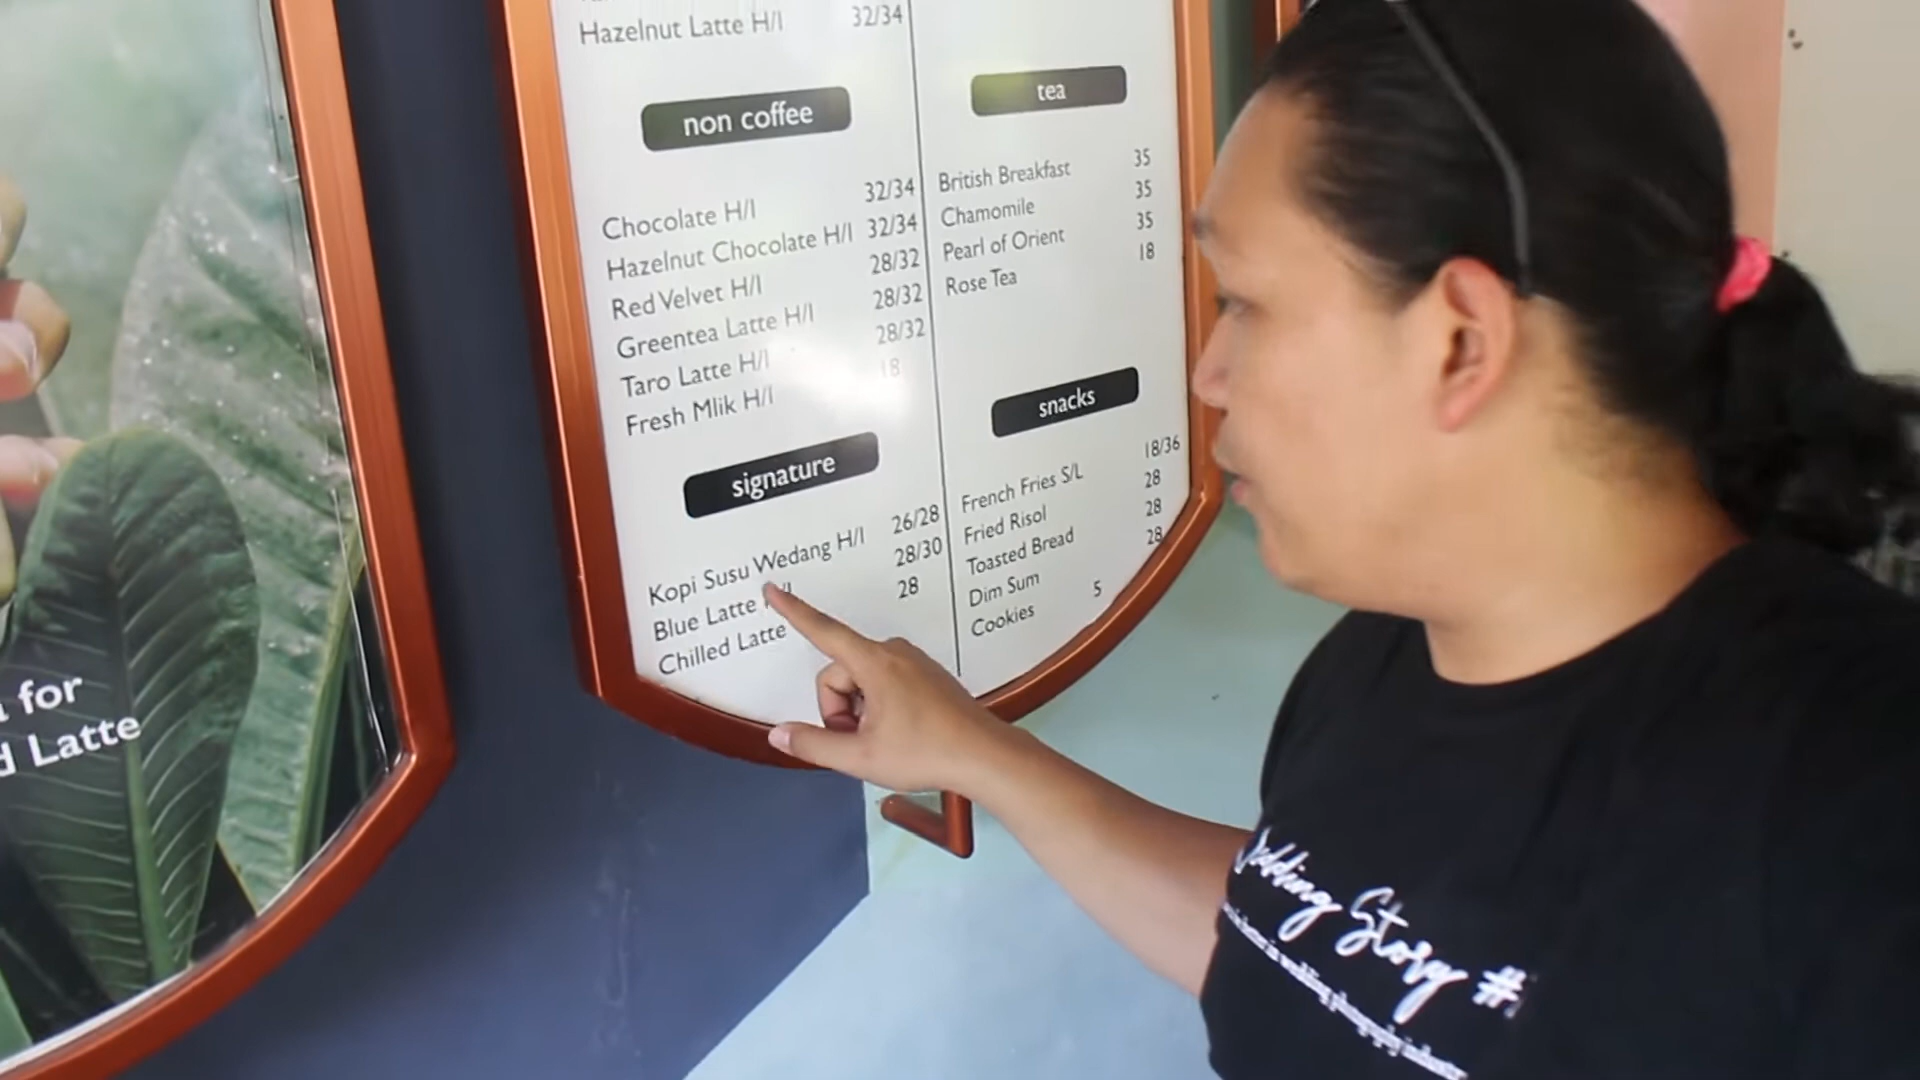 Hazelnut Latte H/I 32/34
non coffee
Chocolate H/I 32/34
Hazelnut Chocolate H/I 32/34
Red Velvet H/I 28/32
Greentea Latte H/I 28/32
Taro Latte H/I 28/32
Fresh Mlik H/I 18
signature
Kopi Susu Wedang H/I 26/28
Blue Latte H/I 28/30
Chilled Latte 28
tea
British Breakfast 35
Chamomile 35
Pearl of Orient 35
Rose Tea 18
snacks
French Fries S/L 18/36
Fried Risol 28
Toasted Bread 28
Dim Sum 28
Cookies 5
for
Latte
Wedding Story #